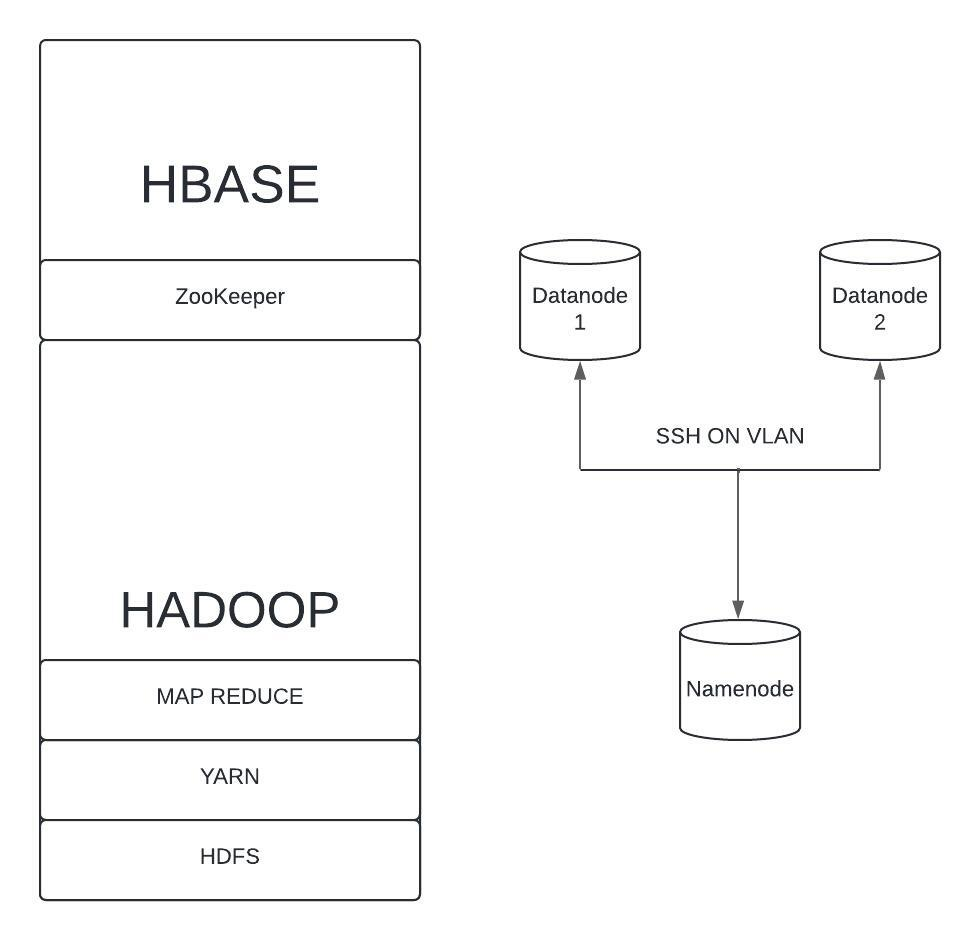 HBASE
ZooKeeper
HADOOP
MAP REDUCE
YARN
HDFS
Datanode
1
Datanode
2
SSH ON VLAN
Namenode